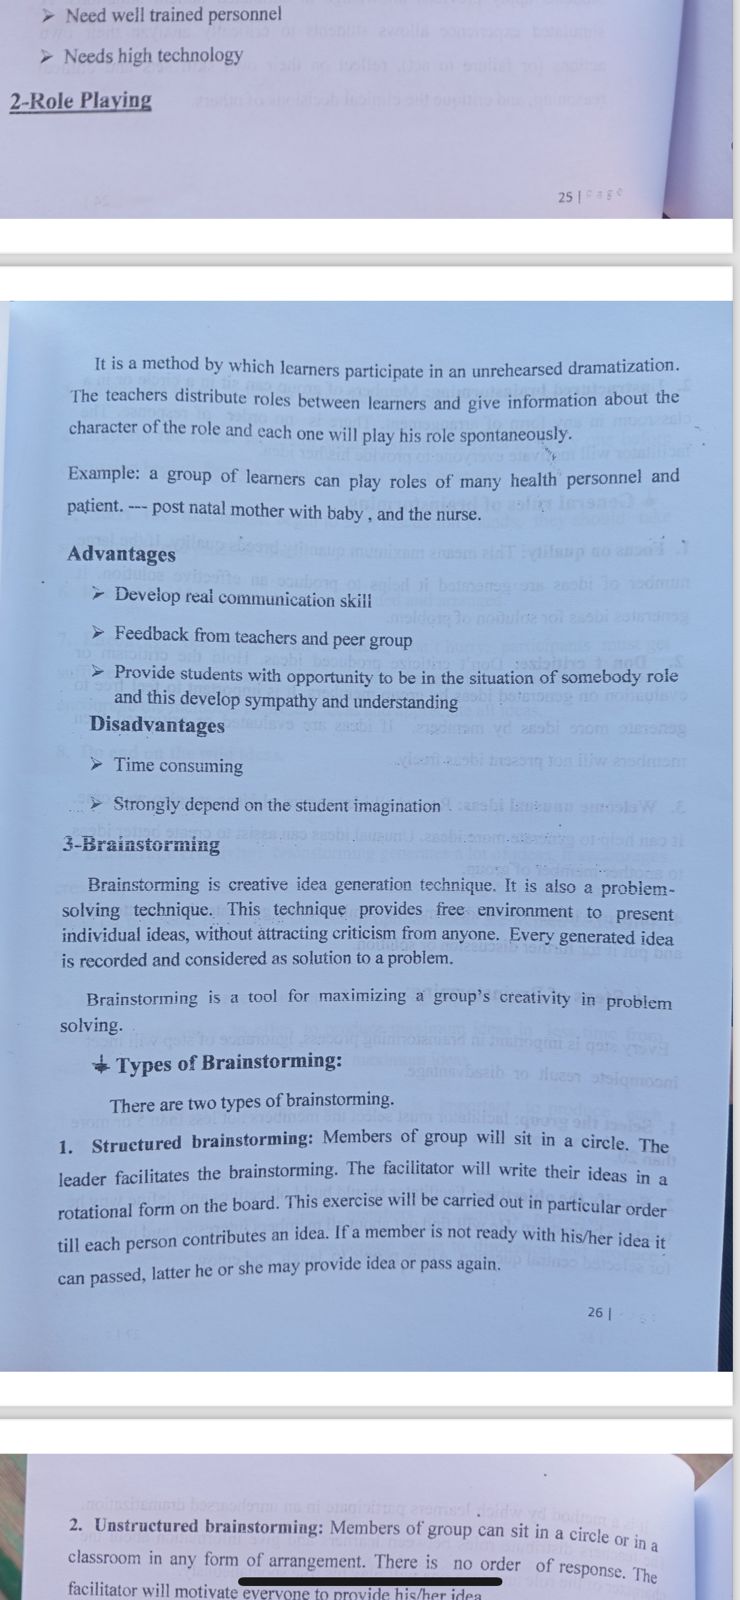 ➤ Need well trained personnel
➤ Needs high technology
2-Role Playing
25 | Page
It is a method by which learners participate in an unrehearsed dramatization.
The teachers distribute roles between learners and give information about the
character of the role and each one will play his role spontaneously.
Example: a group of learners can play roles of many health personnel and
patient. --- post natal mother with baby , and the nurse.
Advantages
➤ Develop real communication skill
➤ Feedback from teachers and peer group
➤ Provide students with opportunity to be in the situation of somebody role
and this develop sympathy and understanding
Disadvantages
➤ Time consuming
➤ Strongly depend on the student imagination
3-Brainstorming
Brainstorming is creative idea generation technique. It is also a problem-
solving technique. This technique provides free environment to present
individual ideas, without attracting criticism from anyone. Every generated idea
is recorded and considered as solution to a problem.
Brainstorming is a tool for maximizing a group's creativity in problem
solving.
Types of Brainstorming:
There are two types of brainstorming.
1. Structured brainstorming: Members of group will sit in a circle. The
leader facilitates the brainstorming. The facilitator will write their ideas in a
rotational form on the board. This exercise will be carried out in particular order
till each person contributes an idea. If a member is not ready with his/her idea it
can passed, latter he or she may provide idea or pass again.
26 |
2. Unstructured brainstorming: Members of group can sit in a circle or in a
classroom in any form of arrangement. There is no order of response. The
facilitator will motivate everyone to provide his/her idea